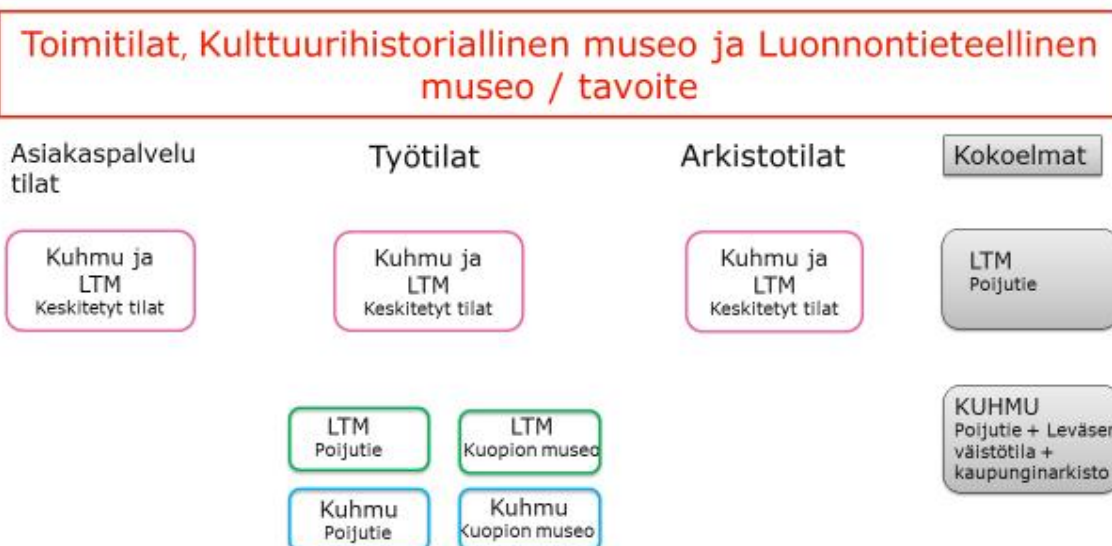 Toimitilat, Kulttuurihistoriallinen museo ja Luonnontieteellinen
museo / tavoite
Asiakaspalvelu
tilat
Työtilat
Arkistotilat
Kokoelmat
Kuhmu ja
LTM
Keskitetyt tilat
Kuhmu ja
LTM
Keskitetyt tilat
Kuhmu ja
LTM
Keskitetyt tilat
LTM
Poijutie
LTM
Poijutie
LTM
Kuopion museo
KUHMU
Poijutie +
väistötila +
kaupunginarkisto
Kuhmu
Poijutie
Kuhmu
Kuopion museo